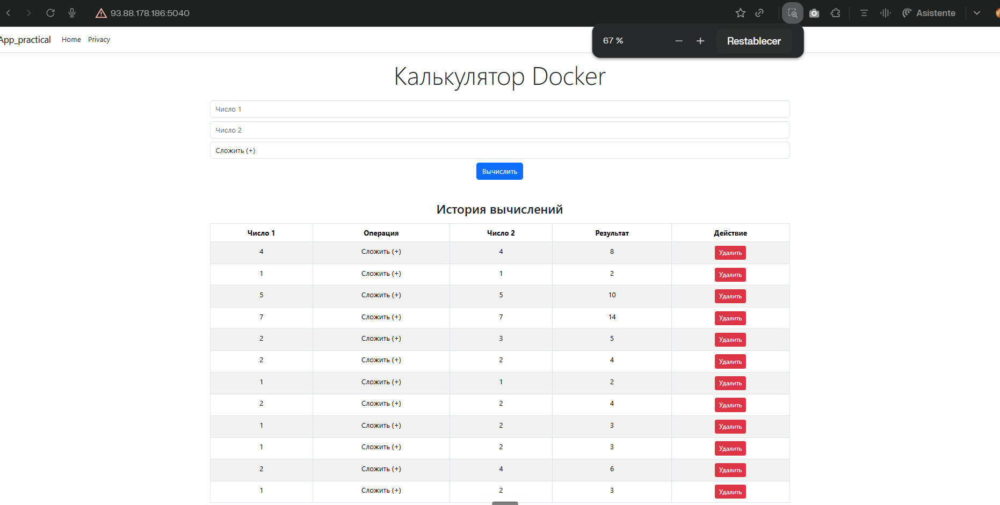 93.88.178.186:5040
Asistente
App_practical Home Privacy
67 %
Restablecer
Калькулятор Docker
Число 1
Число 2
Сложить (+)
Вычислить
История вычислений
Число 1 Операция Число 2 Результат Действие
4 Сложить (+) 4 8 Удалить
1 Сложить (+) 1 2 Удалить
5 Сложить (+) 5 10 Удалить
7 Сложить (+) 7 14 Удалить
2 Сложить (+) 3 5 Удалить
2 Сложить (+) 2 4 Удалить
1 Сложить (+) 1 2 Удалить
2 Сложить (+) 2 4 Удалить
1 Сложить (+) 2 3 Удалить
1 Сложить (+) 2 3 Удалить
2 Сложить (+) 4 6 Удалить
1 Сложить (+) 2 3 Удалить